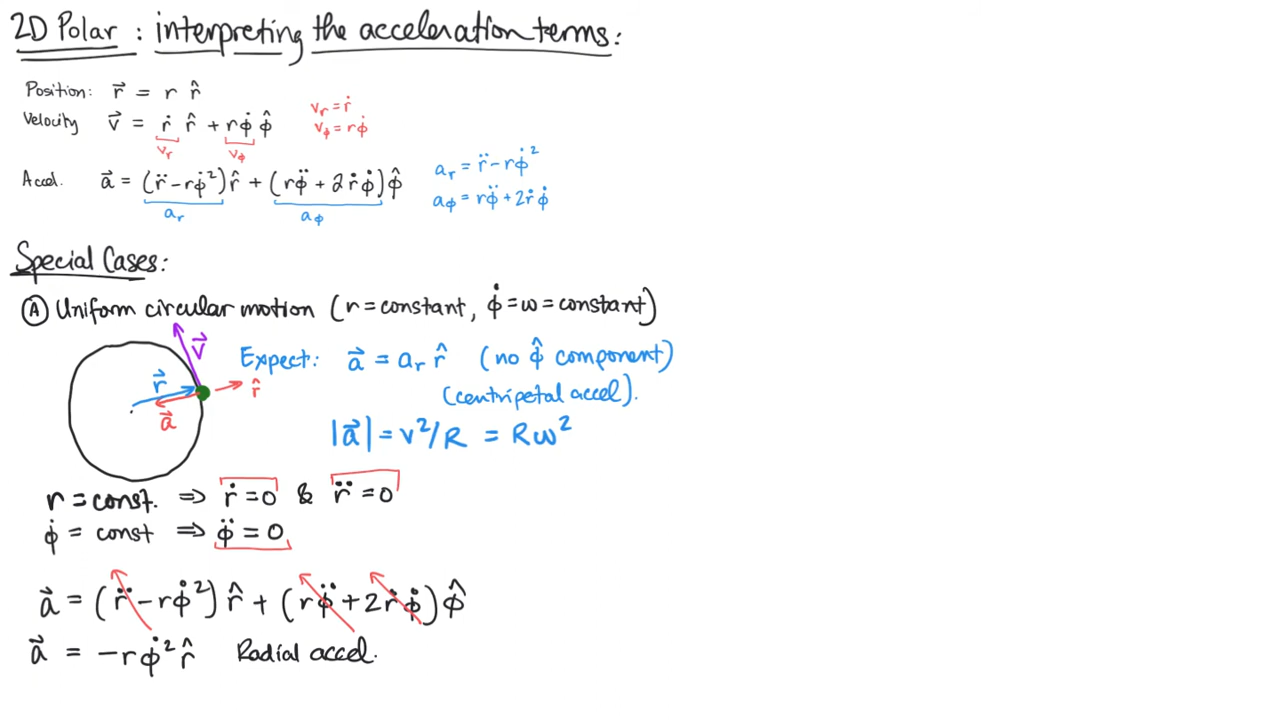 2D Polar : interpreting the acceleration terms:
Position: r⃗ = r r̂
Velocity v⃗ = ṙ r̂ + rϕ̇ ϕ̂
v_r v_ϕ
v_r = ṙ
v_ϕ = rϕ̇
Accel. a⃗ = (r̈ - rϕ̇²) r̂ + (rϕ̈ + 2ṙϕ̇) ϕ̂
a_r a_ϕ
a_r = r̈ - rϕ̇²
a_ϕ = rϕ̈ + 2ṙϕ̇
Special Cases:
Ⓐ Uniform circular motion (r = constant, ϕ̇ = ω = constant)
v⃗
r⃗
a⃗
r̂
Expect: a⃗ = a_r r̂ (no ϕ̂ component)
(centripetal accel).
|a⃗| = v²/R = Rω²
r = const. ⇒ ṙ = 0 & r̈ = 0
ϕ̇ = const ⇒ ϕ̈ = 0
a⃗ = (r̈ - rϕ̇²) r̂ + (rϕ̈ + 2ṙϕ̇) ϕ̂
a⃗ = -rϕ̇² r̂ Radial accel.